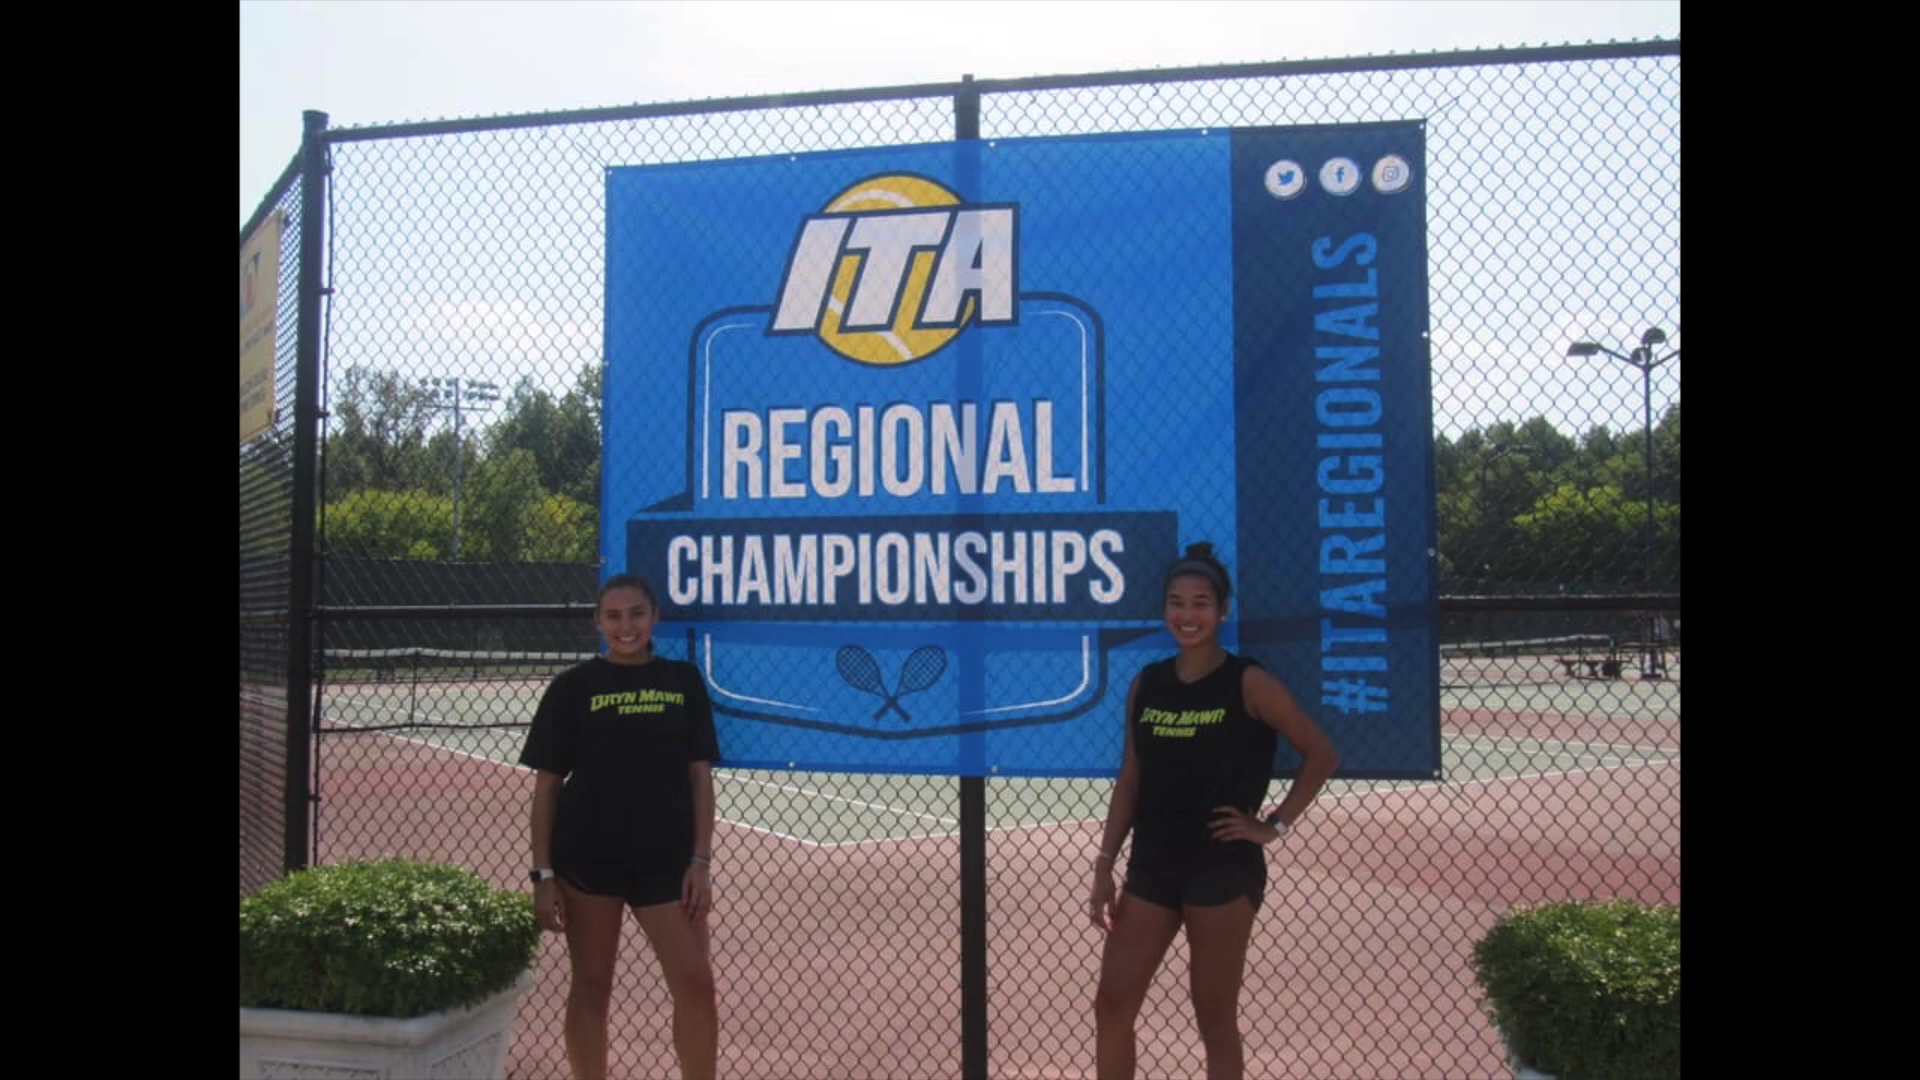 ITA
REGIONAL
CHAMPIONSHIPS
#ITAREGIONALS
BRYN MAWR
TENNIS
BRYN MAWR
TENNIS